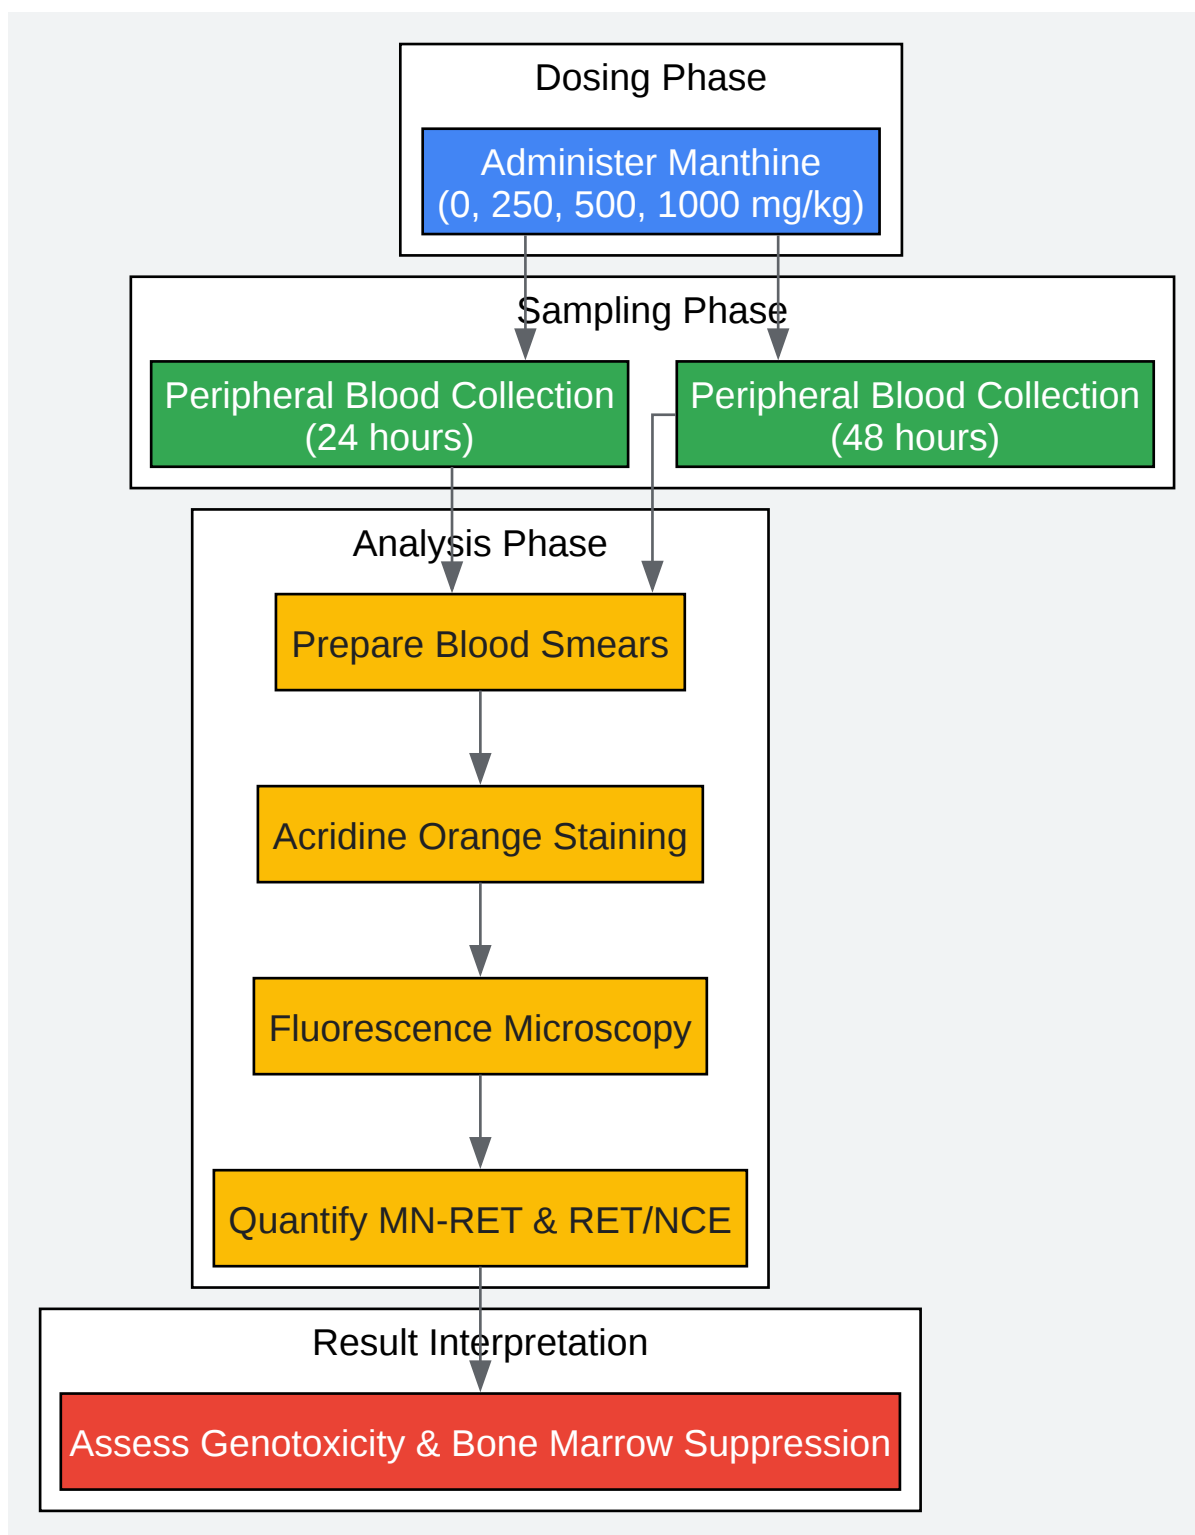 Dosing Phase
Administer Manthine
(0, 250, 500, 1000 mg/kg)
Sampling Phase
Peripheral Blood Collection
(24 hours)
Peripheral Blood Collection
(48 hours)
Analysis Phase
Prepare Blood Smears
Acridine Orange Staining
Fluorescence Microscopy
Quantify MN-RET & RET/NCE
Result Interpretation
Assess Genotoxicity & Bone Marrow Suppression